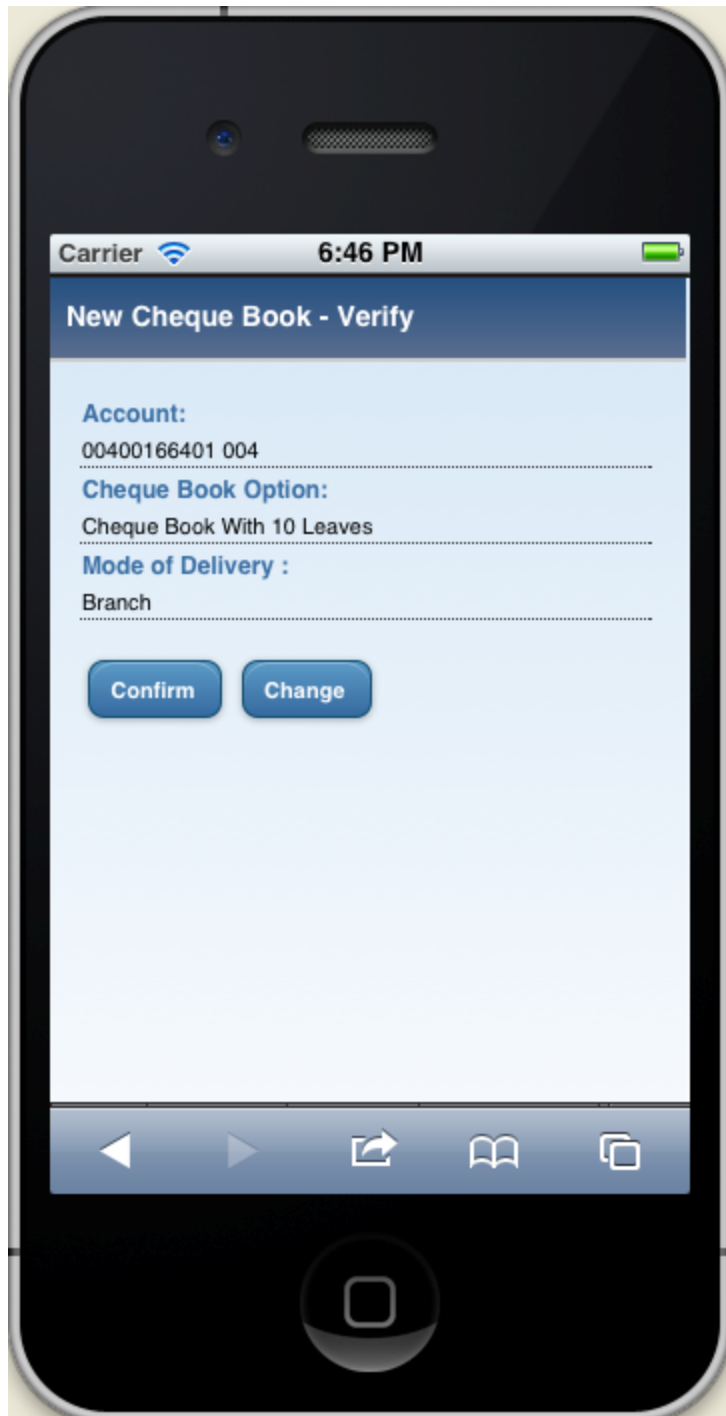 Carrier 6:46 PM
New Cheque Book - Verify
Account:
00400166401 004
Cheque Book Option:
Cheque Book With 10 Leaves
Mode of Delivery :
Branch
Confirm Change